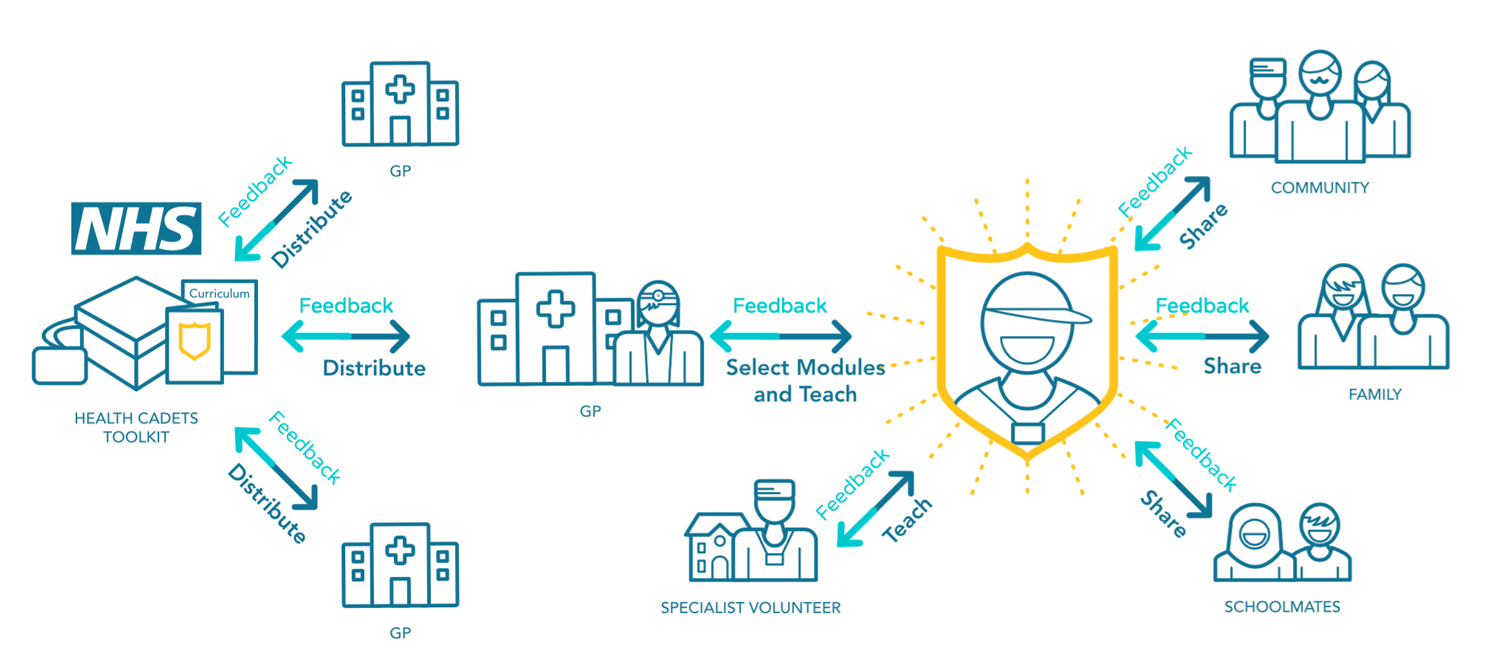 NHS
Curriculum
HEALTH CADETS
TOOLKIT
Feedback
Distribute
GP
Feedback
Distribute
Feedback
Distribute
GP
GP
Feedback
Select Modules
and Teach
Feedback
Teach
SPECIALIST VOLUNTEER
Feedback
Share
COMMUNITY
Feedback
Share
FAMILY
Feedback
Share
SCHOOLMATES